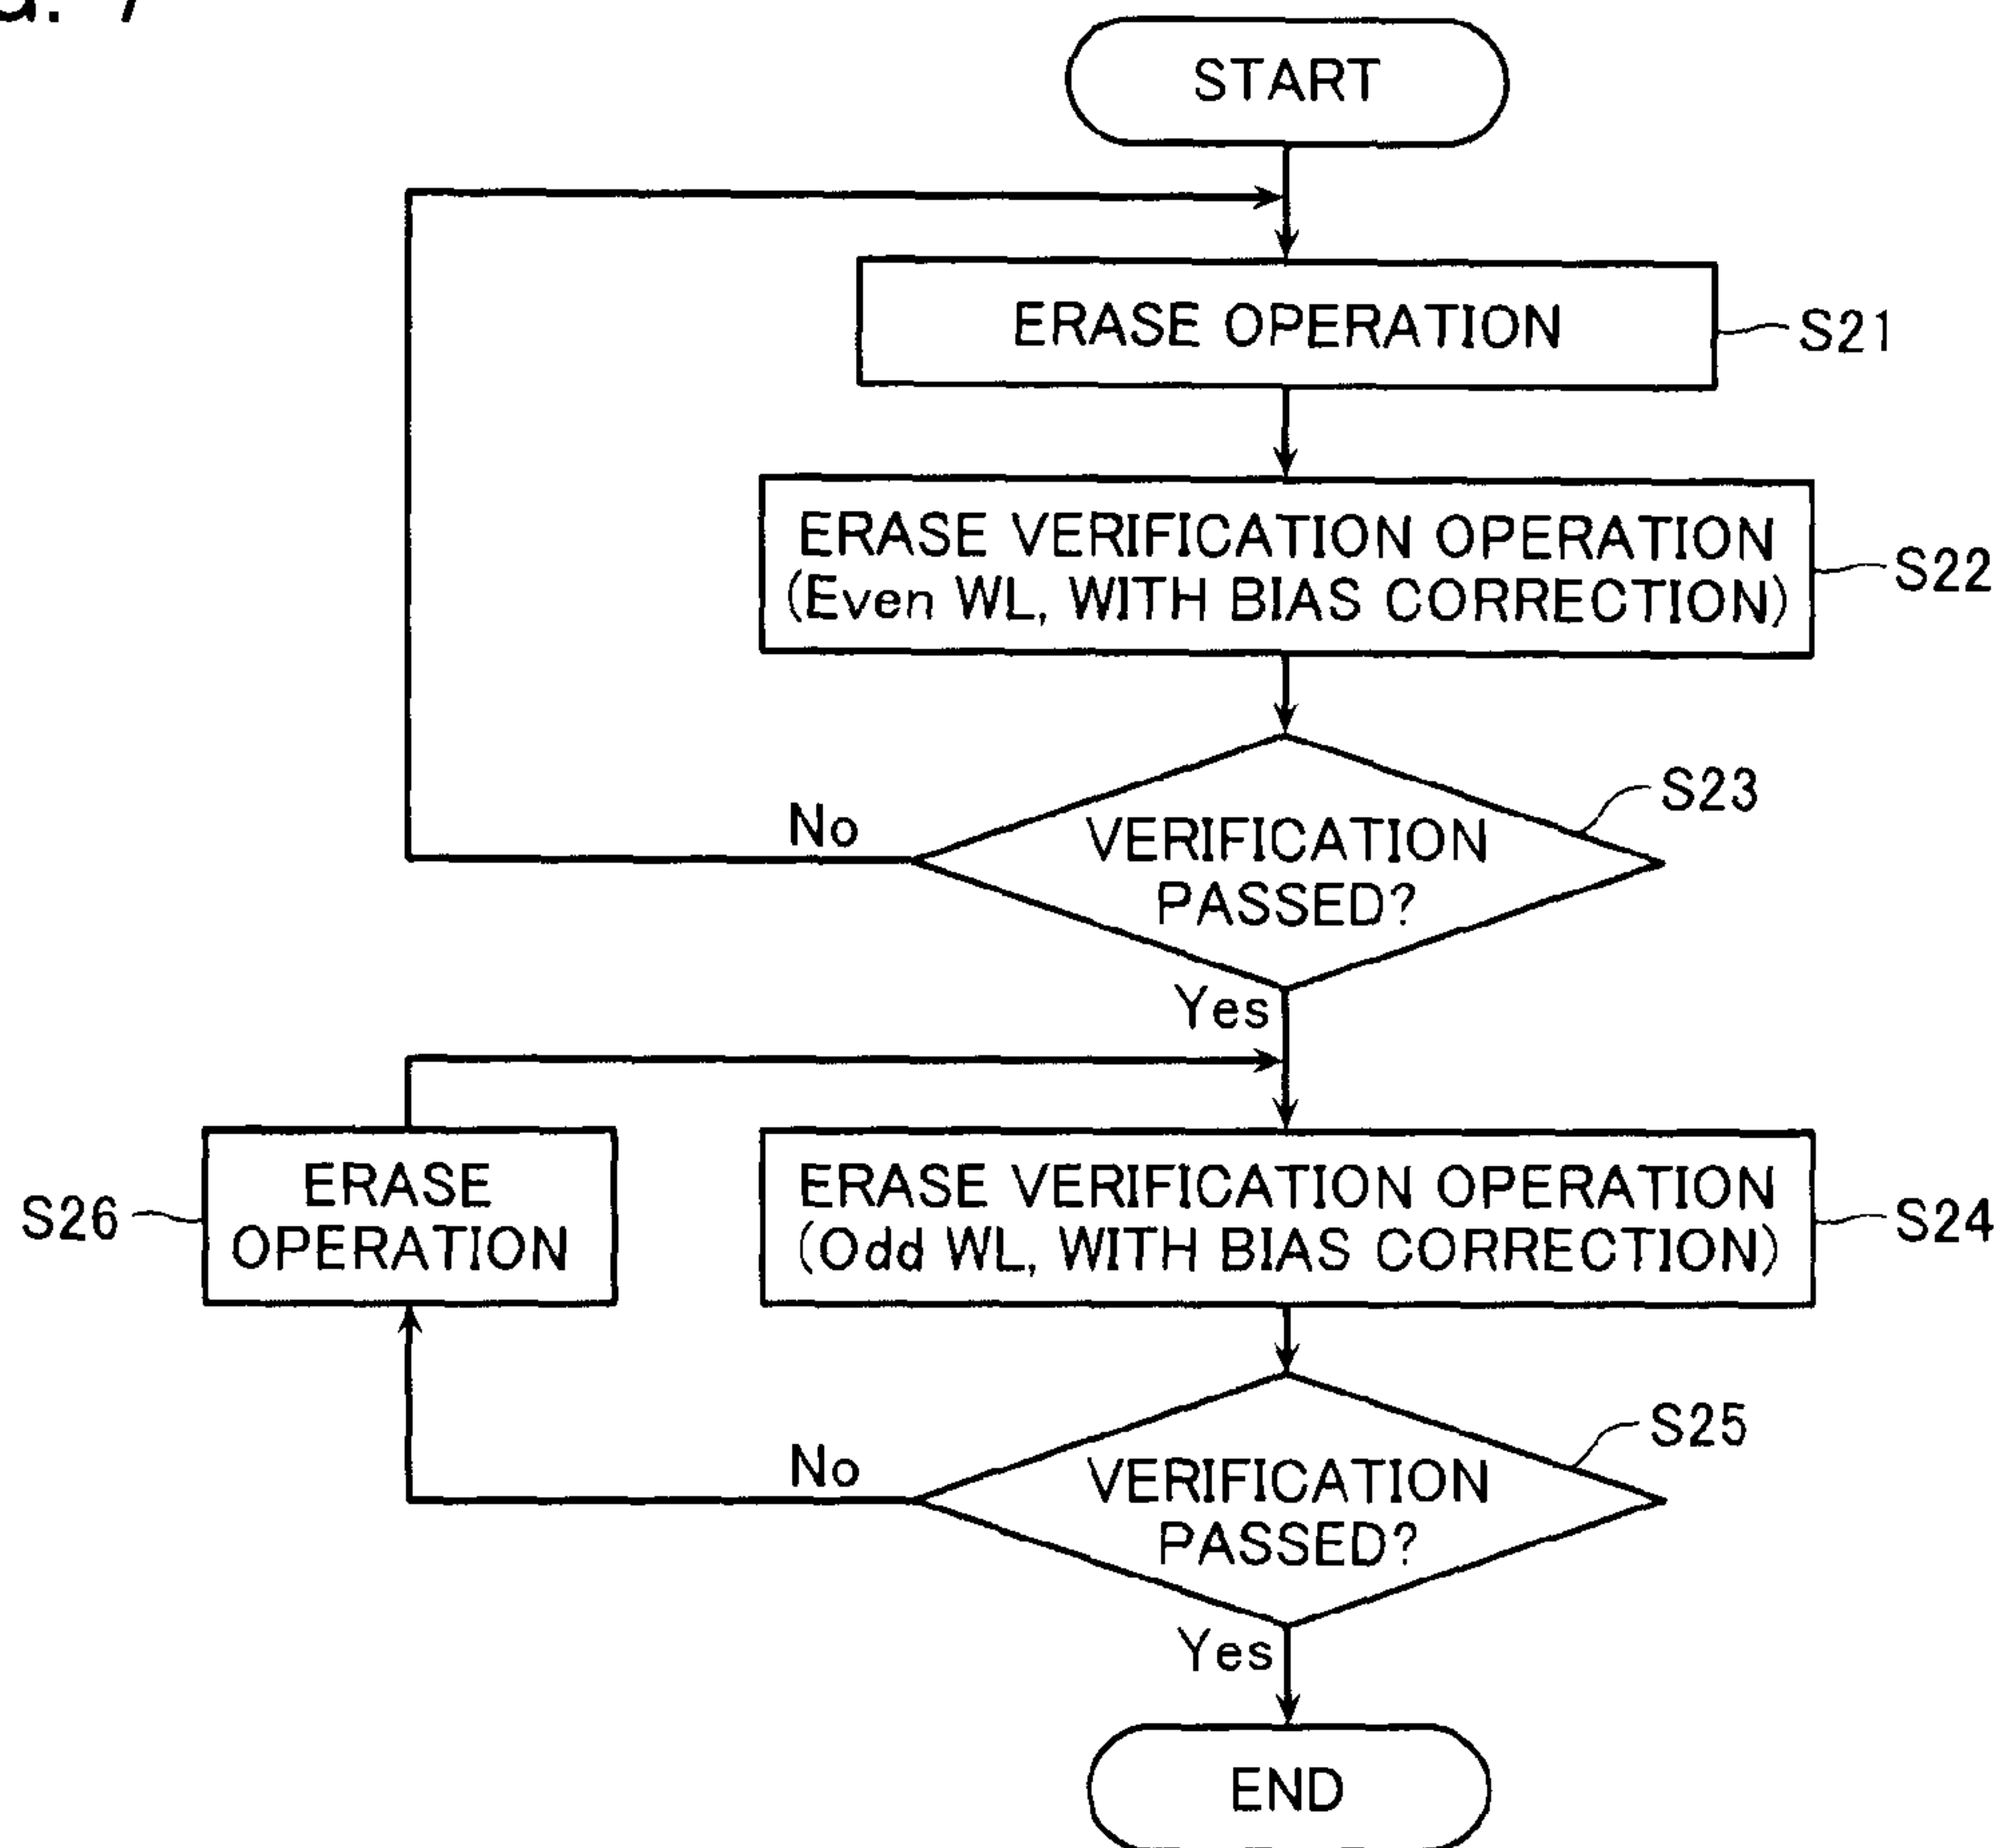 START
ERASE OPERATION
S21
ERASE VERIFICATION OPERATION
(Even WL, WITH BIAS CORRECTION)
S22
S23
No
VERIFICATION
PASSED?
Yes
S26
ERASE
OPERATION
ERASE VERIFICATION OPERATION
(Odd WL, WITH BIAS CORRECTION)
S24
S25
No
VERIFICATION
PASSED?
Yes
END